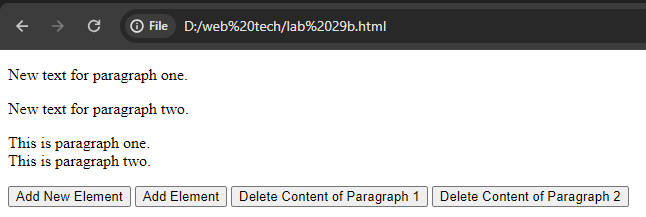 File D:/web%20tech/lab%2029b.html
New text for paragraph one.
New text for paragraph two.
This is paragraph one.
This is paragraph two.
Add New Element Add Element Delete Content of Paragraph 1 Delete Content of Paragraph 2